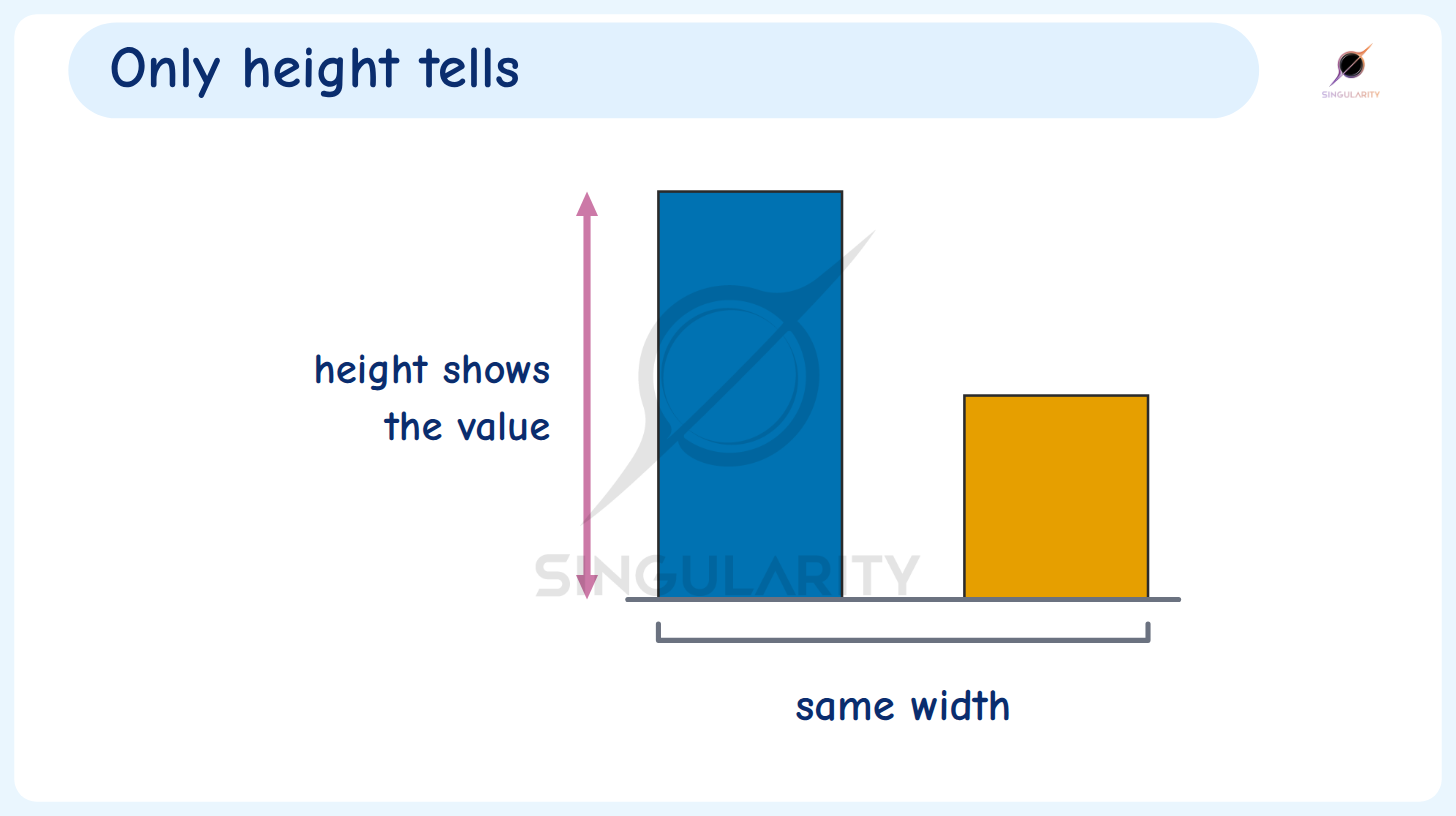 Only height tells
SINGULARITY
height shows
the value
SINGULARITY
same width